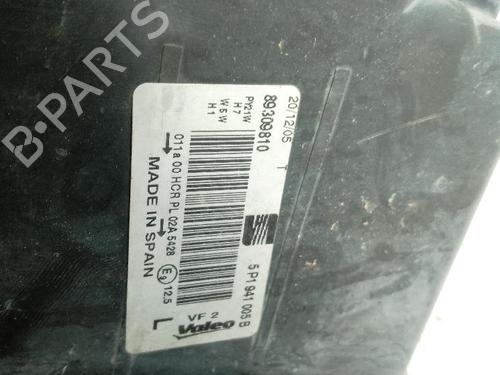 B-PARTS
20/12/05 T
89309810
PY21W
H7
W5W
H1
5P1 941 005 B
011 a 00 HCR PL 02A 5428
E9 12.5
MADE IN SPAIN
L
VF 2
Valeo